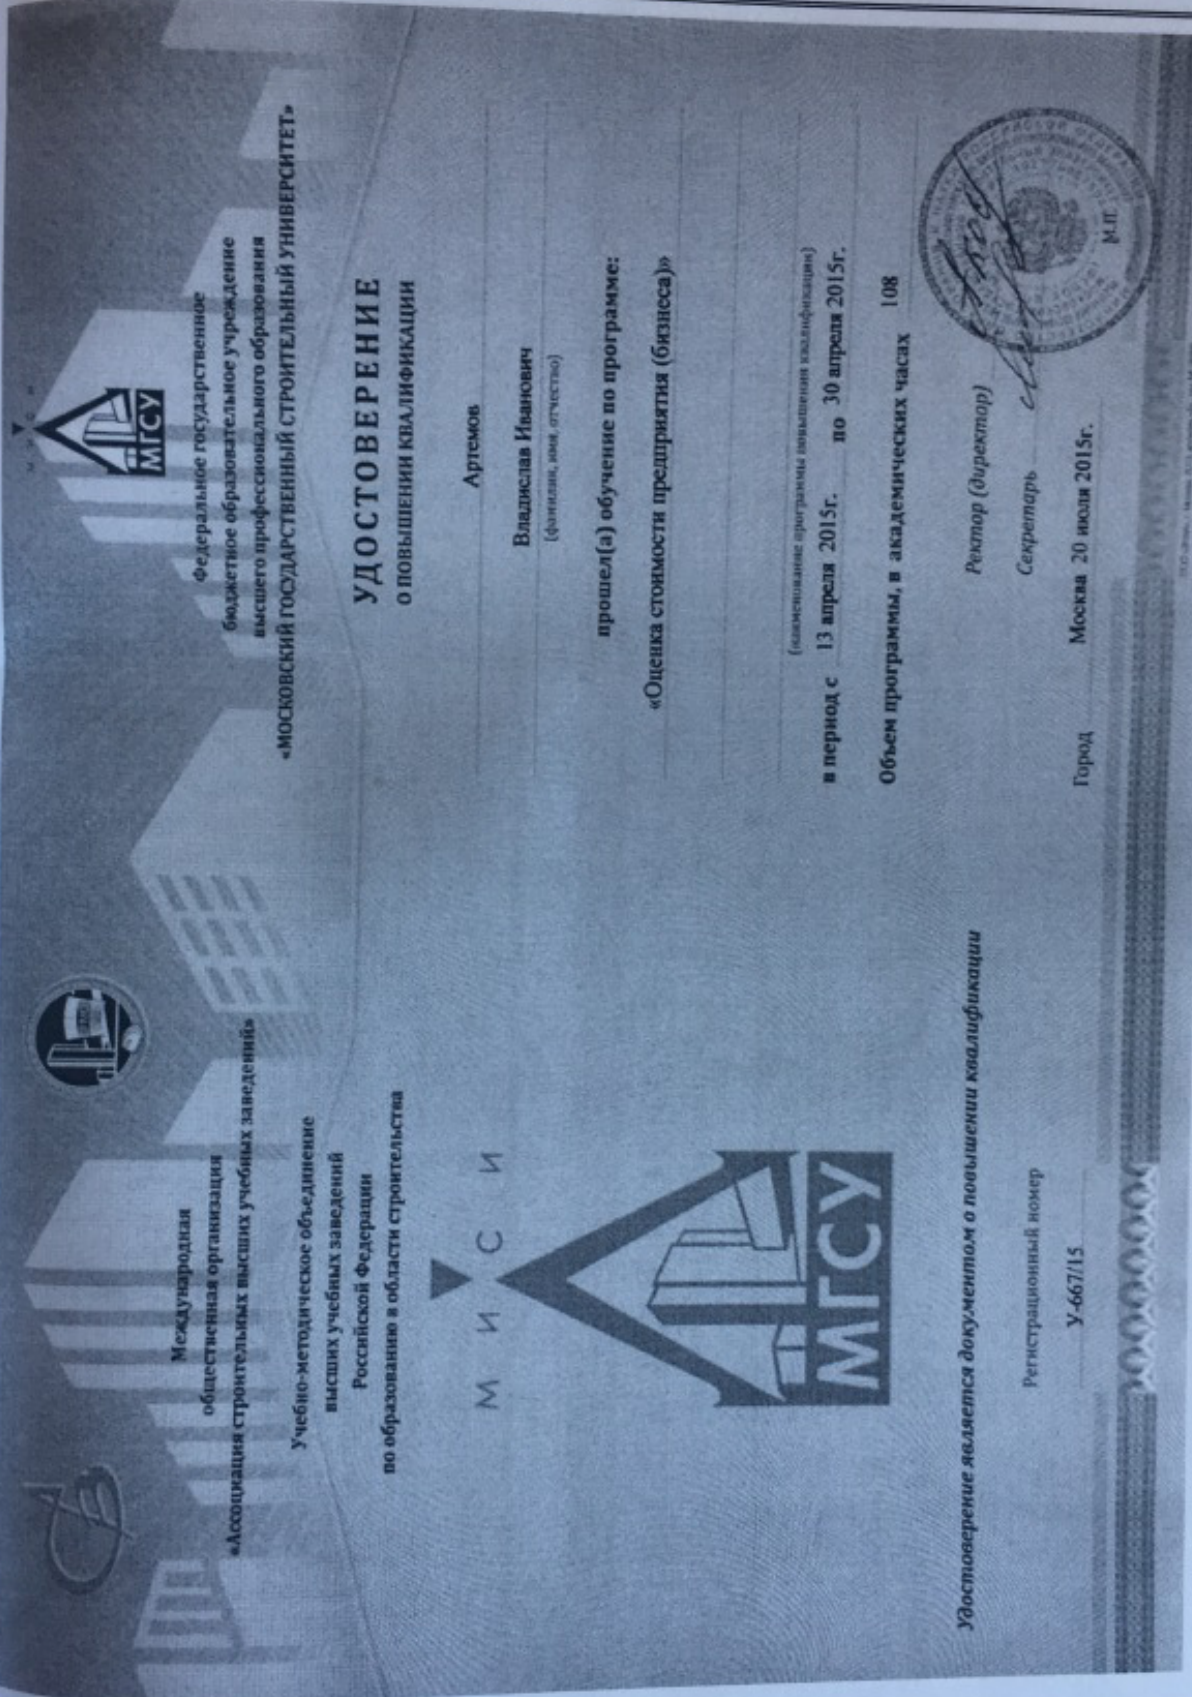 Международная
общественная организация
«Ассоциация строительных высших учебных заведений»
Учебно-методическое объединение
высших учебных заведений
Российской Федерации
по образованию в области строительства
М И С И
МГСУ
Удостоверение является документом о повышении квалификации
Регистрационный номер
У-667/15
М И С И
МГСУ
Федеральное государственное
бюджетное образовательное учреждение
высшего профессионального образования
«МОСКОВСКИЙ ГОСУДАРСТВЕННЫЙ СТРОИТЕЛЬНЫЙ УНИВЕРСИТЕТ»
УДОСТОВЕРЕНИЕ
О ПОВЫШЕНИИ КВАЛИФИКАЦИИ
Артемов
Владислав Иванович
(фамилия, имя, отчество)
прошел(а) обучение по программе:
«Оценка стоимости предприятия (бизнеса)»
(наименование программы повышения квалификации)
в период с 13 апреля 2015г. по 30 апреля 2015г.
Объем программы, в академических часах 108
Ректор (директор)
Секретарь
М.П.
Город Москва 20 июля 2015г.